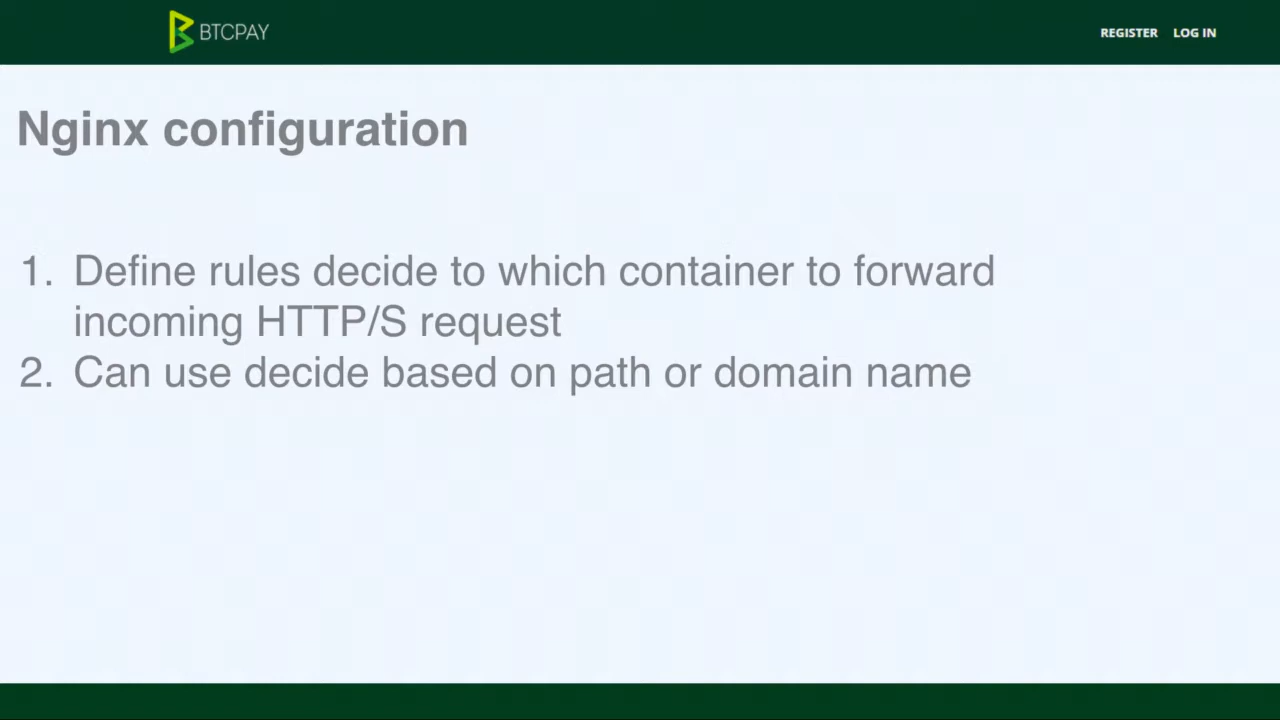 BTCPAY
REGISTER LOG IN
Nginx configuration
1. Define rules decide to which container to forward
incoming HTTP/S request
2. Can use decide based on path or domain name